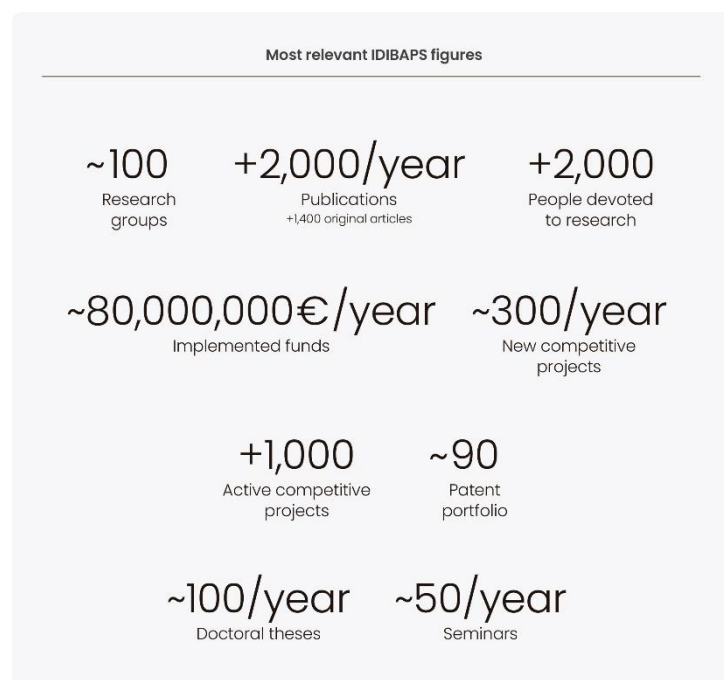 Most relevant IDIBAPS figures
~100
Research
groups
+2,000/year
Publications
+1,400 original articles
+2,000
People devoted
to research
~80,000,000€/year
Implemented funds
~300/year
New competitive
projects
+1,000
Active competitive
projects
~90
Patent
portfolio
~100/year
Doctoral theses
~50/year
Seminars